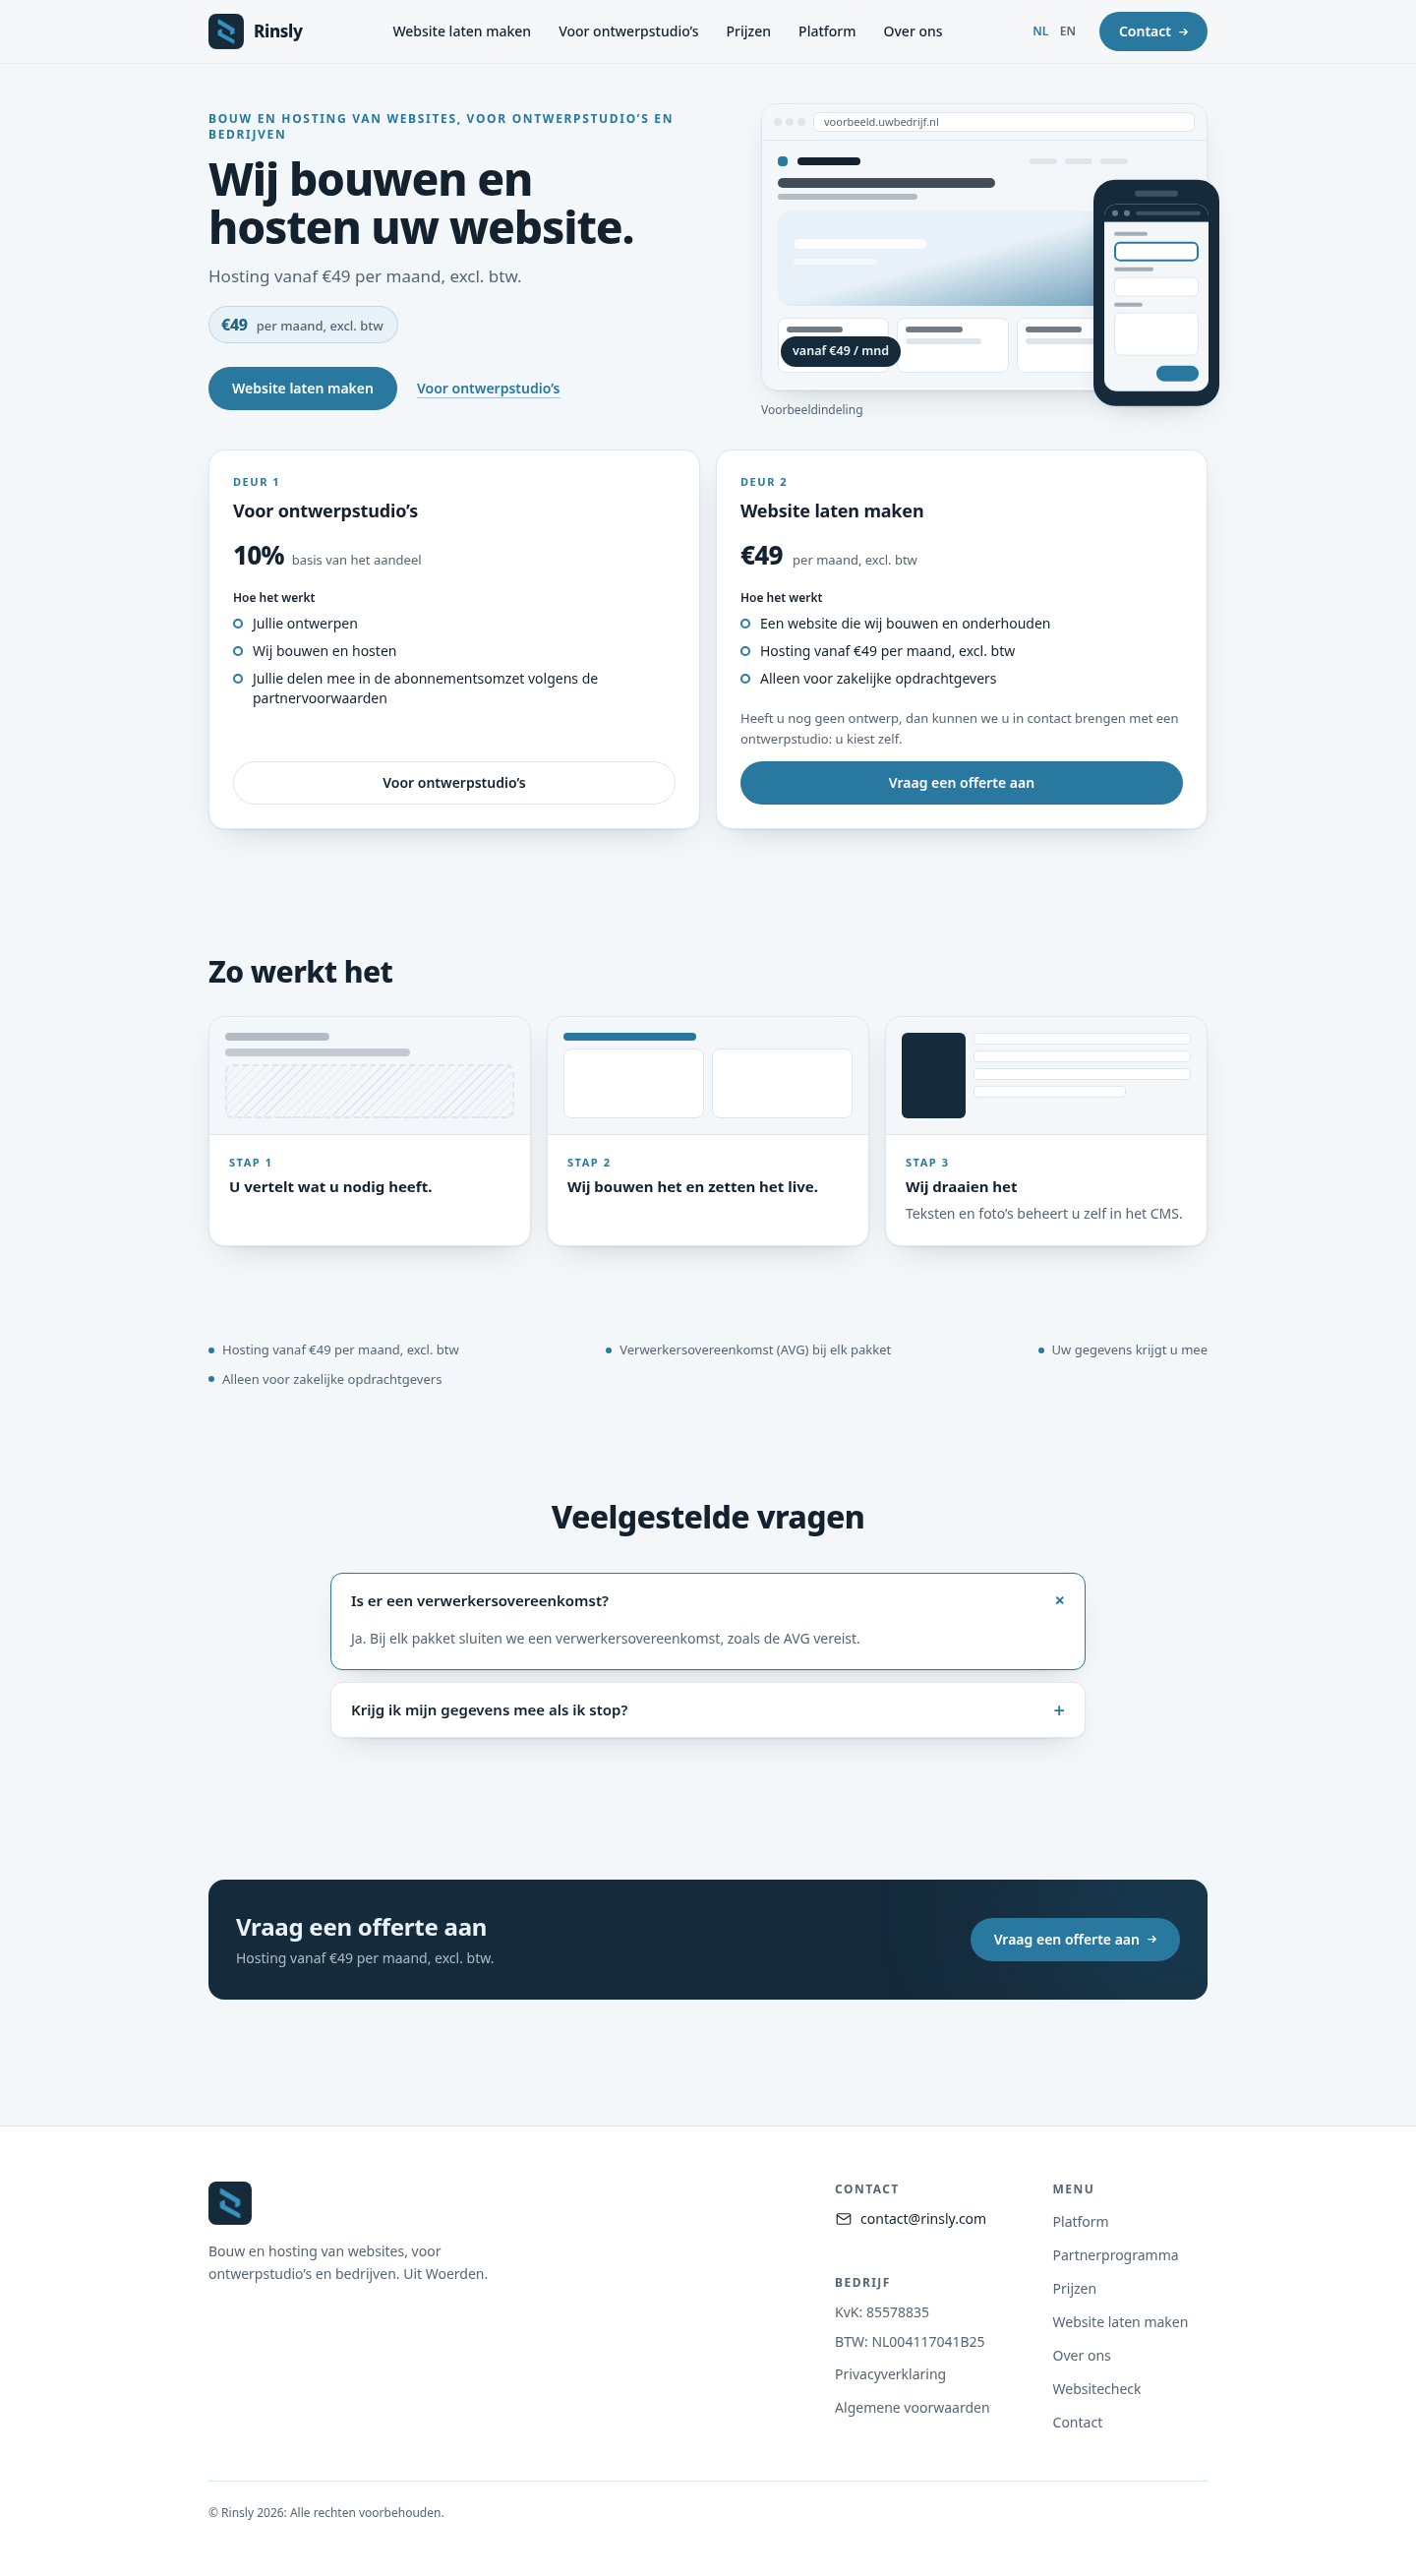 Rinsly
Website laten maken
Voor ontwerpstudio’s
Prijzen
Platform
Over ons
NL
EN
Contact →
BOUW EN HOSTING VAN WEBSITES, VOOR ONTWERPSTUDIO’S EN
BEDRIJVEN
Wij bouwen en
hosten uw website.
Hosting vanaf €49 per maand, excl. btw.
€49 per maand, excl. btw
Website laten maken
Voor ontwerpstudio’s
voorbeeld.uwbedrijf.nl
vanaf €49 / mnd
Voorbeeldindeling
DEUR 1
Voor ontwerpstudio’s
10% basis van het aandeel
Hoe het werkt
Jullie ontwerpen
Wij bouwen en hosten
Jullie delen mee in de abonnementsomzet volgens de
partnervoorwaarden
Voor ontwerpstudio’s
DEUR 2
Website laten maken
€49 per maand, excl. btw
Hoe het werkt
Een website die wij bouwen en onderhouden
Hosting vanaf €49 per maand, excl. btw
Alleen voor zakelijke opdrachtgevers
Heeft u nog geen ontwerp, dan kunnen we u in contact brengen met een
ontwerpstudio: u kiest zelf.
Vraag een offerte aan
Zo werkt het
STAP 1
U vertelt wat u nodig heeft.
STAP 2
Wij bouwen het en zetten het live.
STAP 3
Wij draaien het
Teksten en foto’s beheert u zelf in het CMS.
Hosting vanaf €49 per maand, excl. btw
Verwerkersovereenkomst (AVG) bij elk pakket
Uw gegevens krijgt u mee
Alleen voor zakelijke opdrachtgevers
Veelgestelde vragen
Is er een verwerkersovereenkomst?
Ja. Bij elk pakket sluiten we een verwerkersovereenkomst, zoals de AVG vereist.
Krijg ik mijn gegevens mee als ik stop?
Vraag een offerte aan
Hosting vanaf €49 per maand, excl. btw.
Vraag een offerte aan →
Bouw en hosting van websites, voor
ontwerpstudio’s en bedrijven. Uit Woerden.
CONTACT
contact@rinsly.com
BEDRIJF
KvK: 85578835
BTW: NL004117041B25
Privacyverklaring
Algemene voorwaarden
MENU
Platform
Partnerprogramma
Prijzen
Website laten maken
Over ons
Websitecheck
Contact
© Rinsly 2026: Alle rechten voorbehouden.